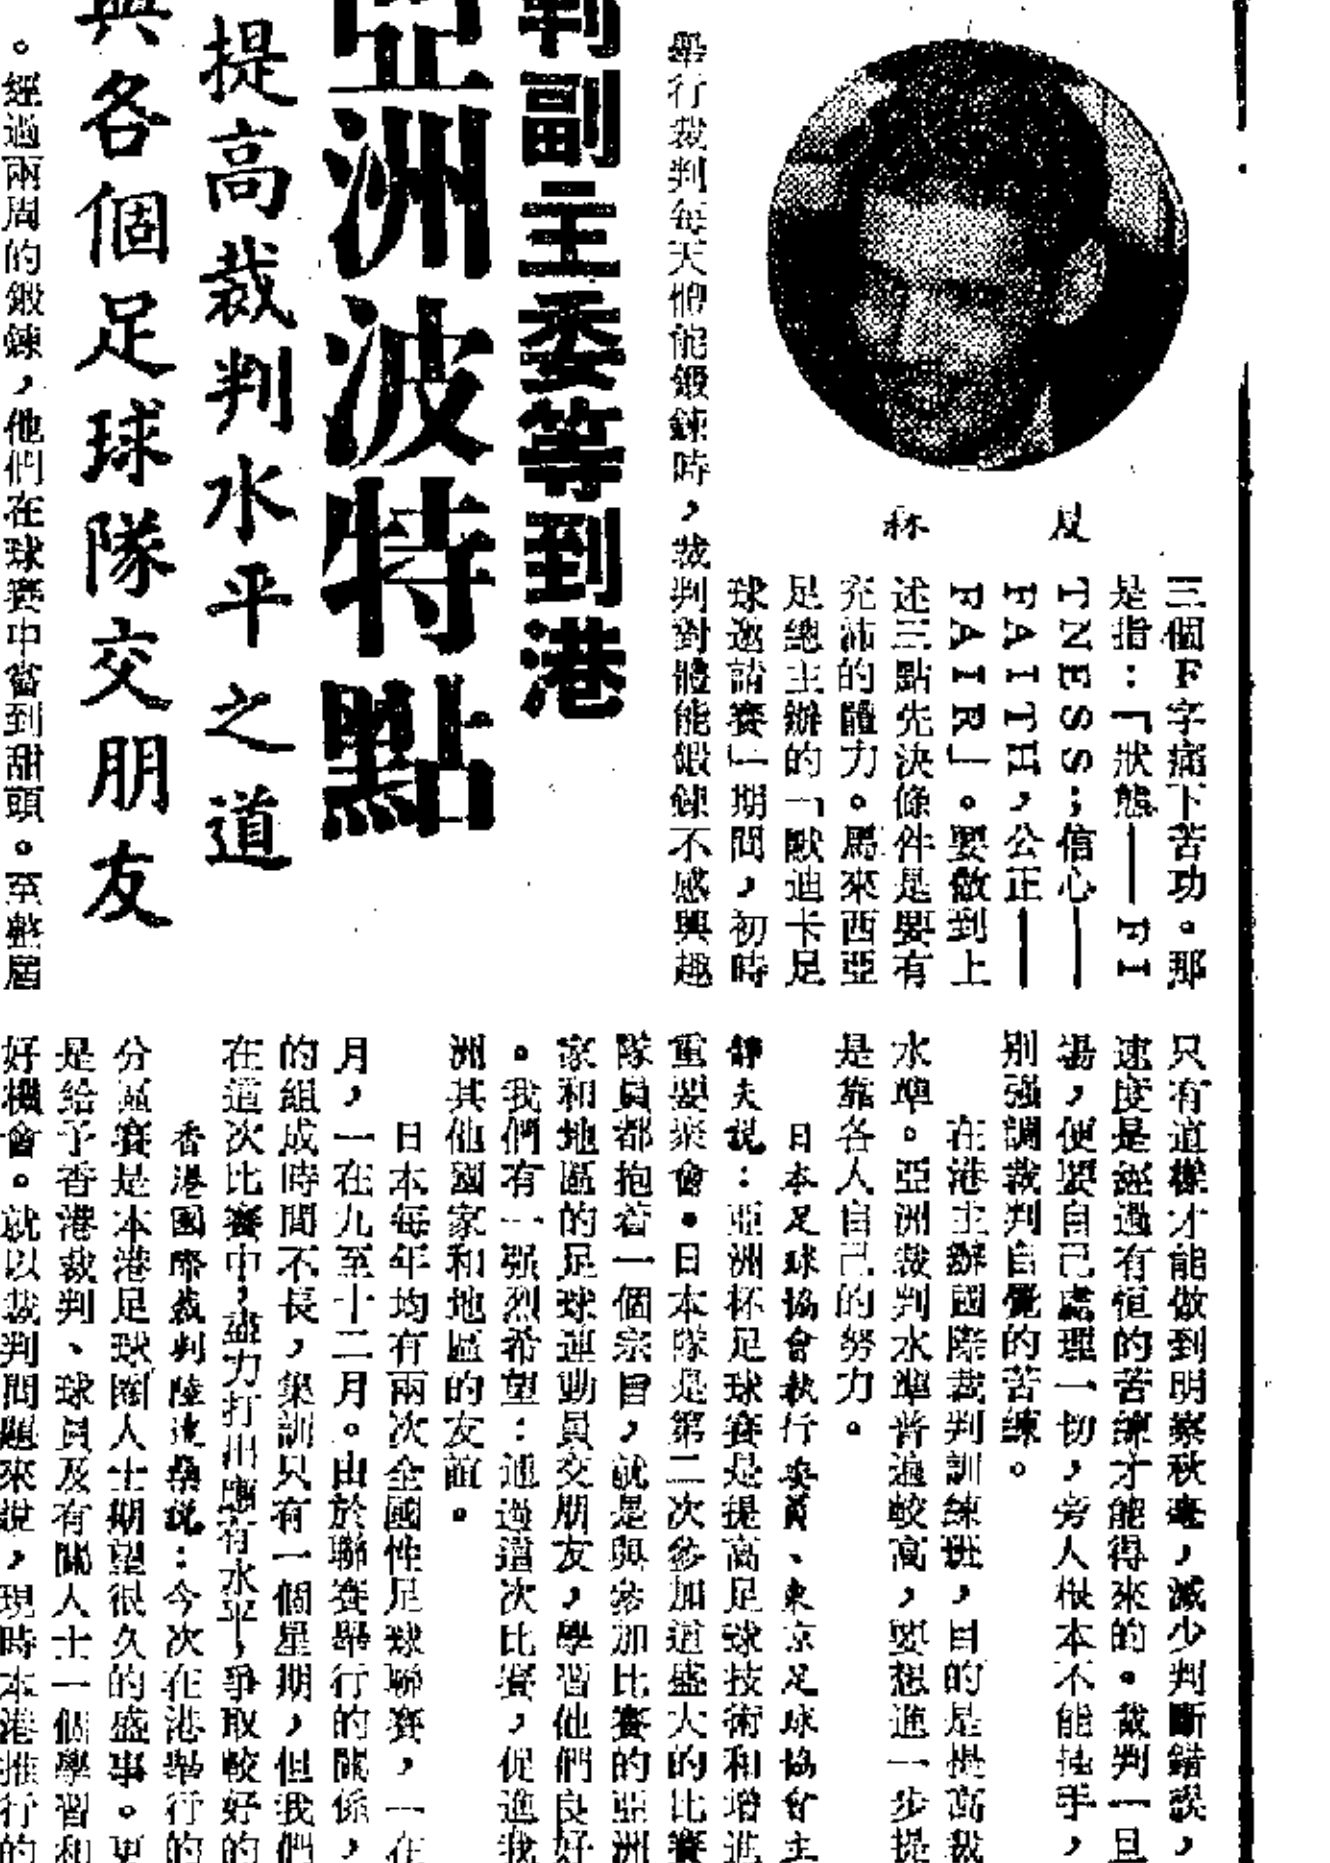 判副主委等到港
亞洲波特點
提高裁判水平之道
與各個足球隊交朋友
三個F字痛下苦功。那
是指:「狀態——FI
TNESS;信心——
FAITH,公正——
FAIR」。要做到上
述三點先決條件是要有
充沛的體力。馬來西亞
足總主辦的「默迪卡足
球邀請賽」期間,初時
舉行裁判每天體能鍛鍊時,裁判對體能鍛鍊不感興趣
。經過兩周的鍛鍊,他們在球賽中嘗到甜頭。至整屆
只有這樣才能做到明察秋毫,減少判斷錯誤,
速度是經過有恒的苦練才能得來的。裁判一旦
場,便要自己處理一切,旁人根本不能插手,
別强調裁判自覺的苦練。
在港主辦國際裁判訓練班,目的是提高裁
水準。亞洲裁判水準普遍較高,要想進一步提
是靠各人自己的努力。
日本足球協會執行委員、東京足球協會主
夫說:亞洲杯足球賽是提高足球技術和增進
重要聚會。日本隊是第二次參加這盛大的比賽
隊員都抱着一個宗旨,就是與參加比賽的亞洲
家和地區的足球運動員交朋友,學習他們良好
。我們有一强烈希望:通過這次比賽,促進我
洲其他國家和地區的友誼。
日本每年均有兩次全國性足球聯賽,一在
月,一在九至十二月。由於聯賽舉行的關係,
的組成時間不長,集訓只有一個星期,但我們
在這次比賽中,盡力打出應有水平,爭取較好的
香港國際裁判陸達樂說:今次在港舉行的
分區賽是本港足球圈人士期望很久的盛事。更
是給予香港裁判、球員及有關人士一個學習和
好機會。就以裁判問題來說,現時本港推行的